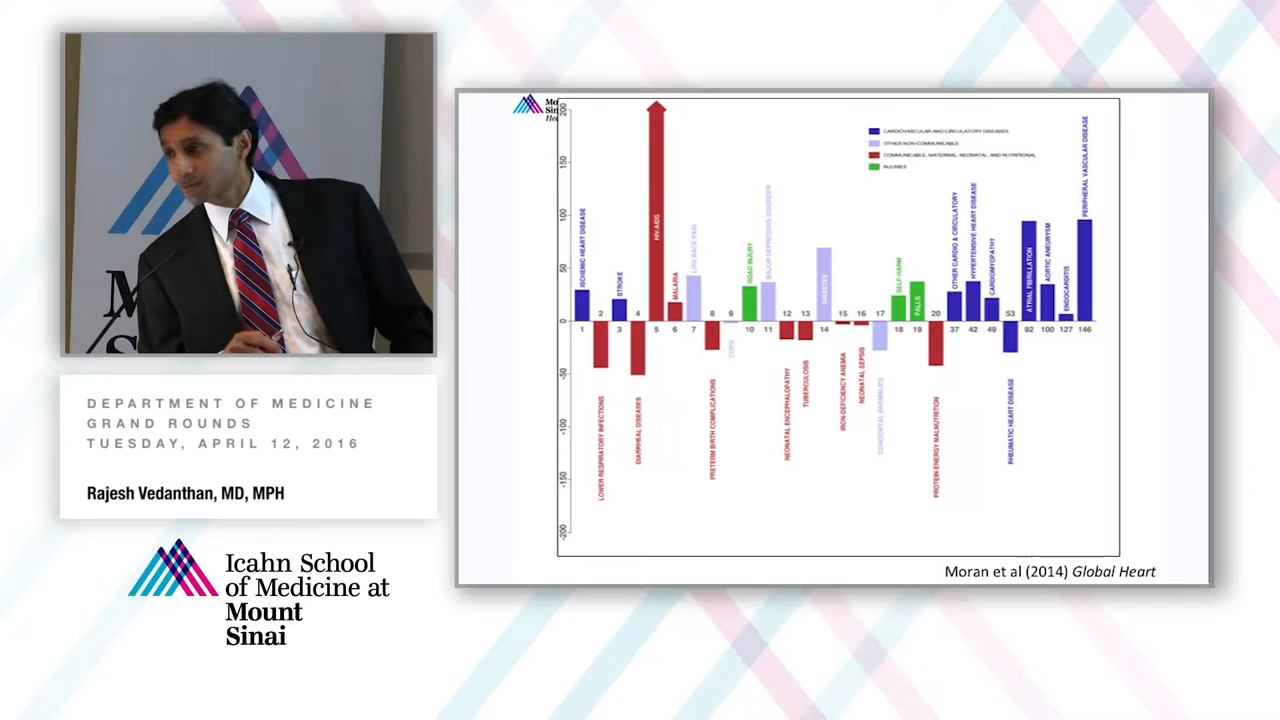 DEPARTMENT OF MEDICINE
GRAND ROUNDS
TUESDAY, APRIL 12, 2016
Rajesh Vedanthan, MD, MPH
Icahn School
of Medicine at
Mount
Sinai
CARDIOVASCULAR AND CIRCULATORY DISEASES
OTHER NON-COMMUNICABLE
COMMUNICABLE, MATERNAL, NEONATAL, AND NUTRITIONAL
INJURIES
200
150
100
50
0
-50
-100
-150
-200
ISCHEMIC HEART DISEASE
1
2
LOWER RESPIRATORY INFECTIONS
STROKE
3
4
DIARRHEAL DISEASES
HIV/AIDS
5
MALARIA
6
LOW BACK PAIN
7
8
PRETERM BIRTH COMPLICATIONS
9
COPD
ROAD INJURY
10
MAJOR DEPRESSIVE DISORDER
11
12
NEONATAL ENCEPHALOPATHY
13
TUBERCULOSIS
DIABETES
14
15
IRON-DEFICIENCY ANEMIA
16
NEONATAL SEPSIS
17
CONGENITAL ANOMALIES
SELF-HARM
18
FALLS
19
20
PROTEIN-ENERGY MALNUTRITION
OTHER CARDIO & CIRCULATORY
37
HYPERTENSIVE HEART DISEASE
42
CARDIOMYOPATHY
49
53
RHEUMATIC HEART DISEASE
ATRIAL FIBRILLATION
92
AORTIC ANEURYSM
100
ENDOCARDITIS
127
PERIPHERAL VASCULAR DISEASE
146
Moran et al (2014) Global Heart